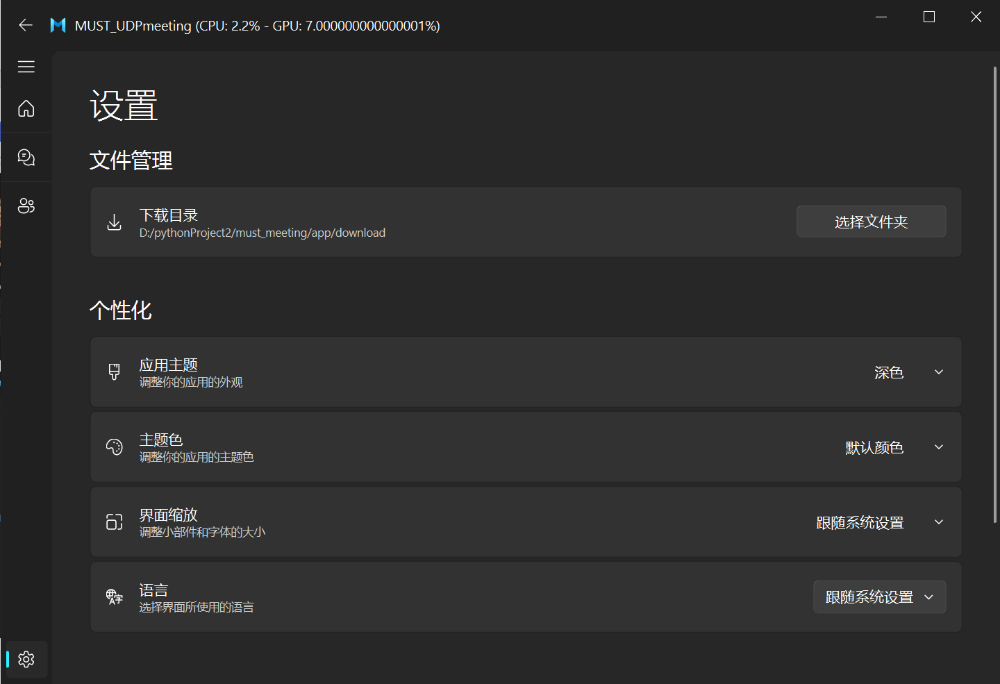 MUST_UDPmeeting (CPU: 2.2% - GPU: 7.000000000000001%)
设置
文件管理
下载目录
D:/pythonProject2/must_meeting/app/download
选择文件夹
个性化
应用主题
调整你的应用的外观
深色
主题色
调整你的应用的主题色
默认颜色
界面缩放
调整小部件和字体的大小
跟随系统设置
语言
选择界面所使用的语言
跟随系统设置